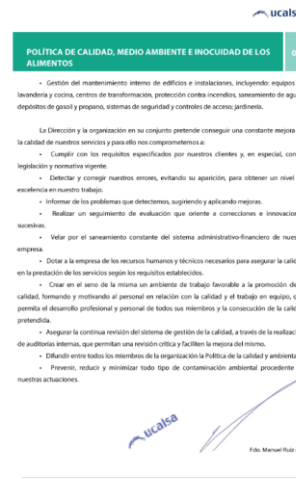 ucals
POLÍTICA DE CALIDAD, MEDIO AMBIENTE E INOCUIDAD DE LOS
ALIMENTOS
- Gestión del mantenimiento interno de edificios e instalaciones, incluyendo: equipos
lavandería y cocina, centros de transformación, protección contra incendios, saneamiento de agu
depósitos de gasoil y propano, sistemas de seguridad y controles de acceso; jardinería.
La Dirección y la organización en su conjunto pretende conseguir una constante mejora
la calidad de nuestros servicios y para ello nos comprometemos a:
- Cumplir con los requisitos especificados por nuestros clientes y, en especial, con
legislación y normativa vigente.
- Detectar y corregir nuestros errores, evitando su aparición, para obtener un nivel
excelencia en nuestro trabajo.
- Informar de los problemas que detectemos, sugiriendo y aplicando mejoras.
- Realizar un seguimiento de evaluación que oriente a correcciones e innovacion
sucesivas.
- Velar por el saneamiento constante del sistema administrativo-financiero de nues
empresa.
- Dotar a la empresa de los recursos humanos y técnicos necesarios para asegurar la calid
en la prestación de los servicios según los requisitos establecidos.
- Crear en el seno de la misma un ambiente de trabajo favorable a la promoción de
calidad, formando y motivando al personal en relación con la calidad y el trabajo en equipo, q
permita el desarrollo profesional y personal de todos sus miembros y la consecución de la calid
pretendida.
- Asegurar la continua revisión del sistema de gestión de la calidad, a través de la realizaci
de auditorías internas, que permitan una revisión crítica y faciliten la mejora del mismo.
- Difundir entre todos los miembros de la organización la Política de la calidad y ambienta
- Prevenir, reducir y minimizar todo tipo de contaminación ambiental procedente
nuestras actuaciones.
ucalsa
Fdo. Manuel Ruiz